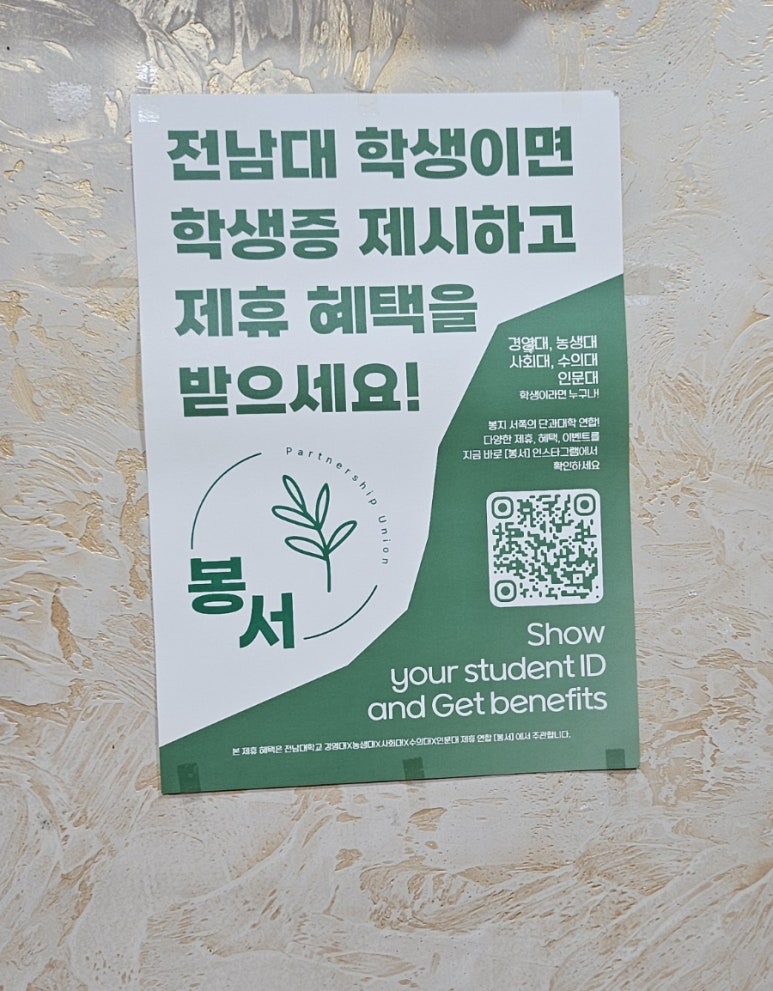 전남대 학생이면
학생증 제시하고
제휴 혜택을
받으세요!
경영대, 농생대
사회대, 수의대
인문대
학생이라면 누구나!
봉지 서쪽의 단과대학 연합!
다양한 제휴, 혜택, 이벤트를
지금 바로 [봉서] 인스타그램에서
확인하세요
Partnership Union
봉
서
Show
your student ID
and Get benefits
본 제휴 혜택은 전남대학교 경영대X농생대X사회대X수의대X인문대 제휴 연합 [봉서] 에서 주관합니다.